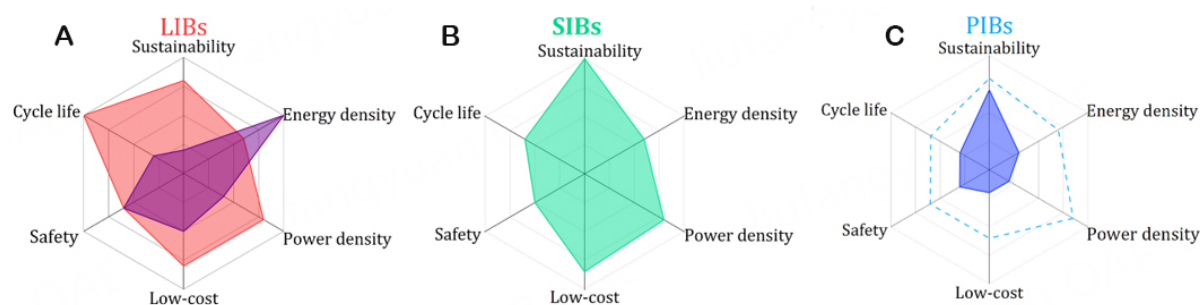 A
LIBs
Sustainability
Cycle life
Energy density
Safety
Power density
Low-cost
B
SIBs
Sustainability
Cycle life
Energy density
Safety
Power density
Low-cost
C
PIBs
Sustainability
Cycle life
Energy density
Safety
Power density
Low-cost